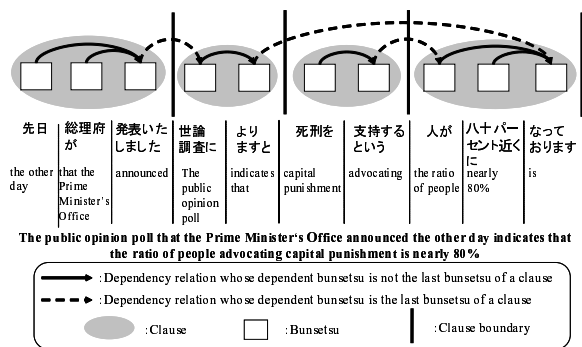 先日
総理府
が
発表いた
しました
世論
調査に
より
ますと
死刑を
支持する
という
人が
八十パー
セント近く
に
なって
おります
the other
day
that the
Prime
Minister's
Office
announced
The
public
opinion
poll
indicates
that
capital
punishment
advocating
the ratio
of people
nearly
80%
is
The public opinion poll that the Prime Minister's Office announced the other day indicates that
the ratio of people advocating capital punishment is nearly 80%
:Dependency relation whose dependent bunsetsu is not the last bunsetsu of a clause
:Dependency relation whose dependent bunsetsu is the last bunsetsu of a clause
:Clause
:Bunsetsu
:Clause boundary